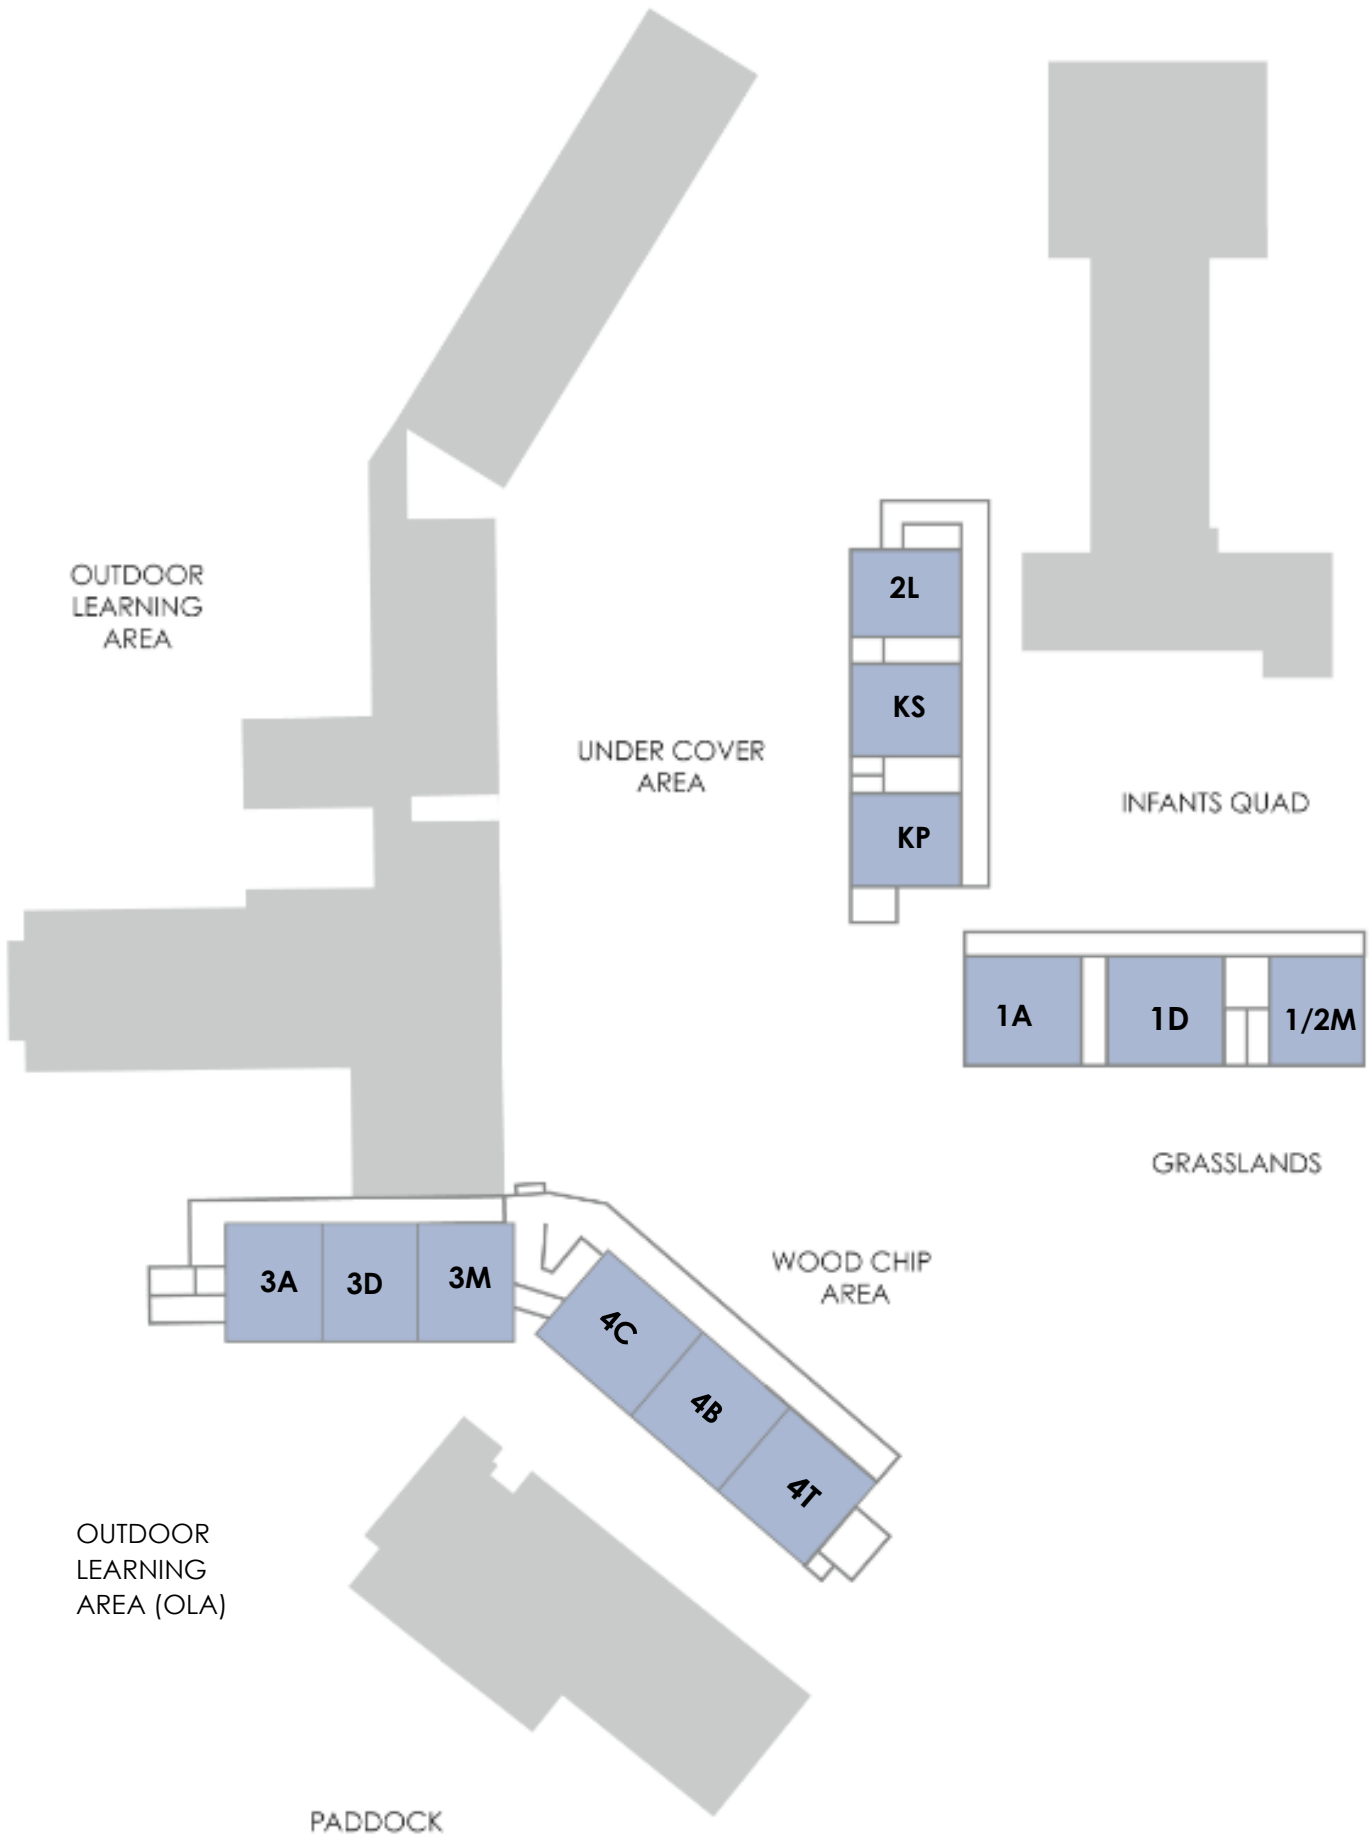 OUTDOOR
LEARNING
AREA
2L
KS
UNDER COVER
AREA
KP
INFANTS QUAD
1A
1D
1/2M
GRASSLANDS
3A
3D
3M
WOOD CHIP
AREA
4C
4B
4T
OUTDOOR
LEARNING
AREA (OLA)
PADDOCK